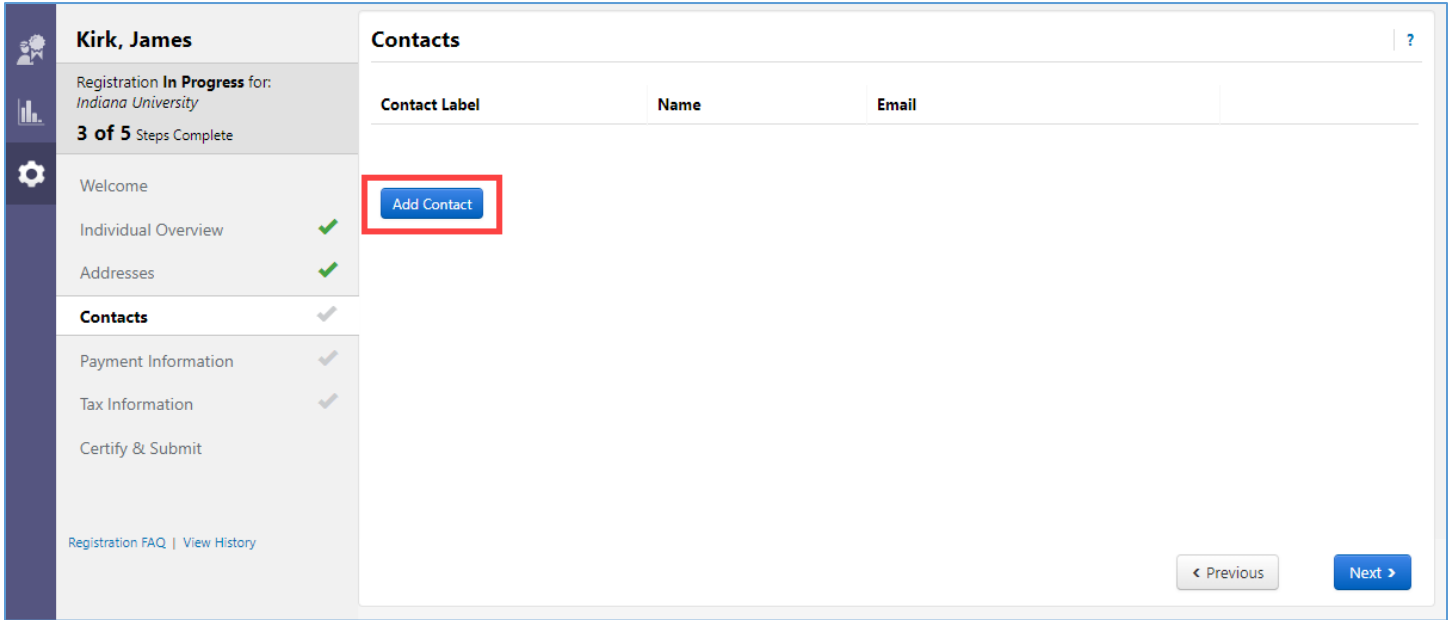 Kirk, James
Registration In Progress for:
Indiana University
3 of 5 Steps Complete
Welcome
Individual Overview
Addresses
Contacts
Payment Information
Tax Information
Certify & Submit
Registration FAQ | View History
Contacts
?
Contact Label Name Email
Add Contact
< Previous Next >